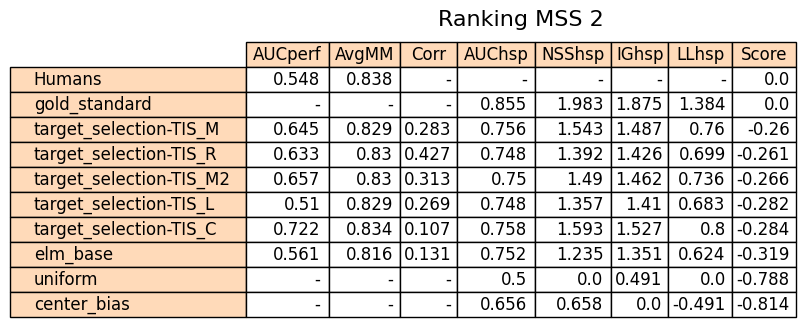 Ranking MSS 2
AUCperf AvgMM Corr AUChsp NSShsp IGhsp LLhsp Score
Humans 0.548 0.838 - - - - - 0.0
gold_standard - - - 0.855 1.983 1.875 1.384 0.0
target_selection-TIS_M 0.645 0.829 0.283 0.756 1.543 1.487 0.76 -0.26
target_selection-TIS_R 0.633 0.83 0.427 0.748 1.392 1.426 0.699 -0.261
target_selection-TIS_M2 0.657 0.83 0.313 0.75 1.49 1.462 0.736 -0.266
target_selection-TIS_L 0.51 0.829 0.269 0.748 1.357 1.41 0.683 -0.282
target_selection-TIS_C 0.722 0.834 0.107 0.758 1.593 1.527 0.8 -0.284
elm_base 0.561 0.816 0.131 0.752 1.235 1.351 0.624 -0.319
uniform - - - 0.5 0.0 0.491 0.0 -0.788
center_bias - - - 0.656 0.658 0.0 -0.491 -0.814